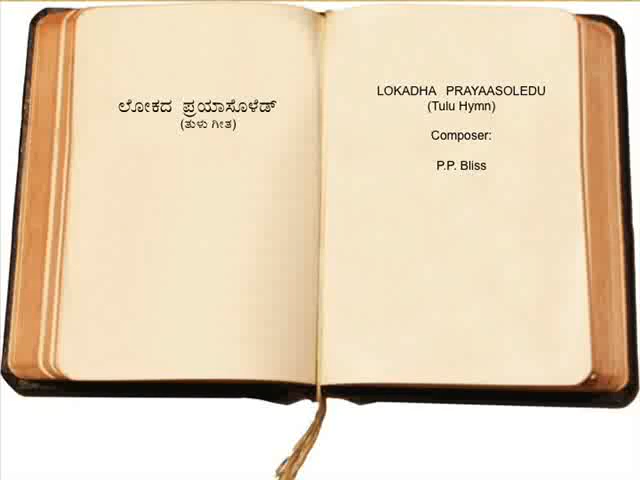 ಲೋಕದ ಪ್ರಯಾಸೊಳೆಡ್
(ತುಳು ಗೀತ)
LOKADHA PRAYAASOLEDU
(Tulu Hymn)
Composer:
P.P. Bliss